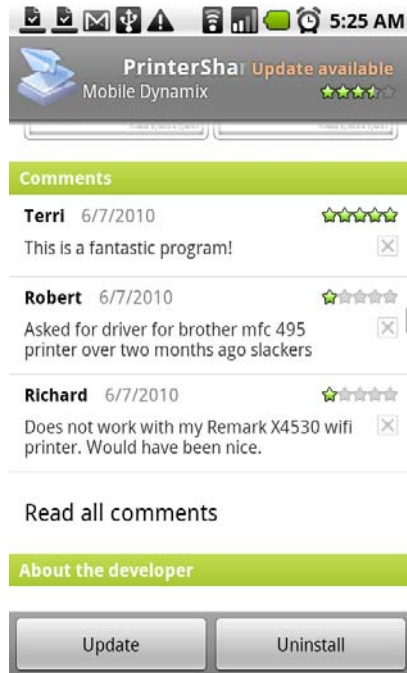 5:25 AM
PrinterShar Update available
Mobile Dynamix
Comments
Terri 6/7/2010
This is a fantastic program!
Robert 6/7/2010
Asked for driver for brother mfc 495
printer over two months ago slackers
Richard 6/7/2010
Does not work with my Remark X4530 wifi
printer. Would have been nice.
Read all comments
About the developer
Update
Uninstall